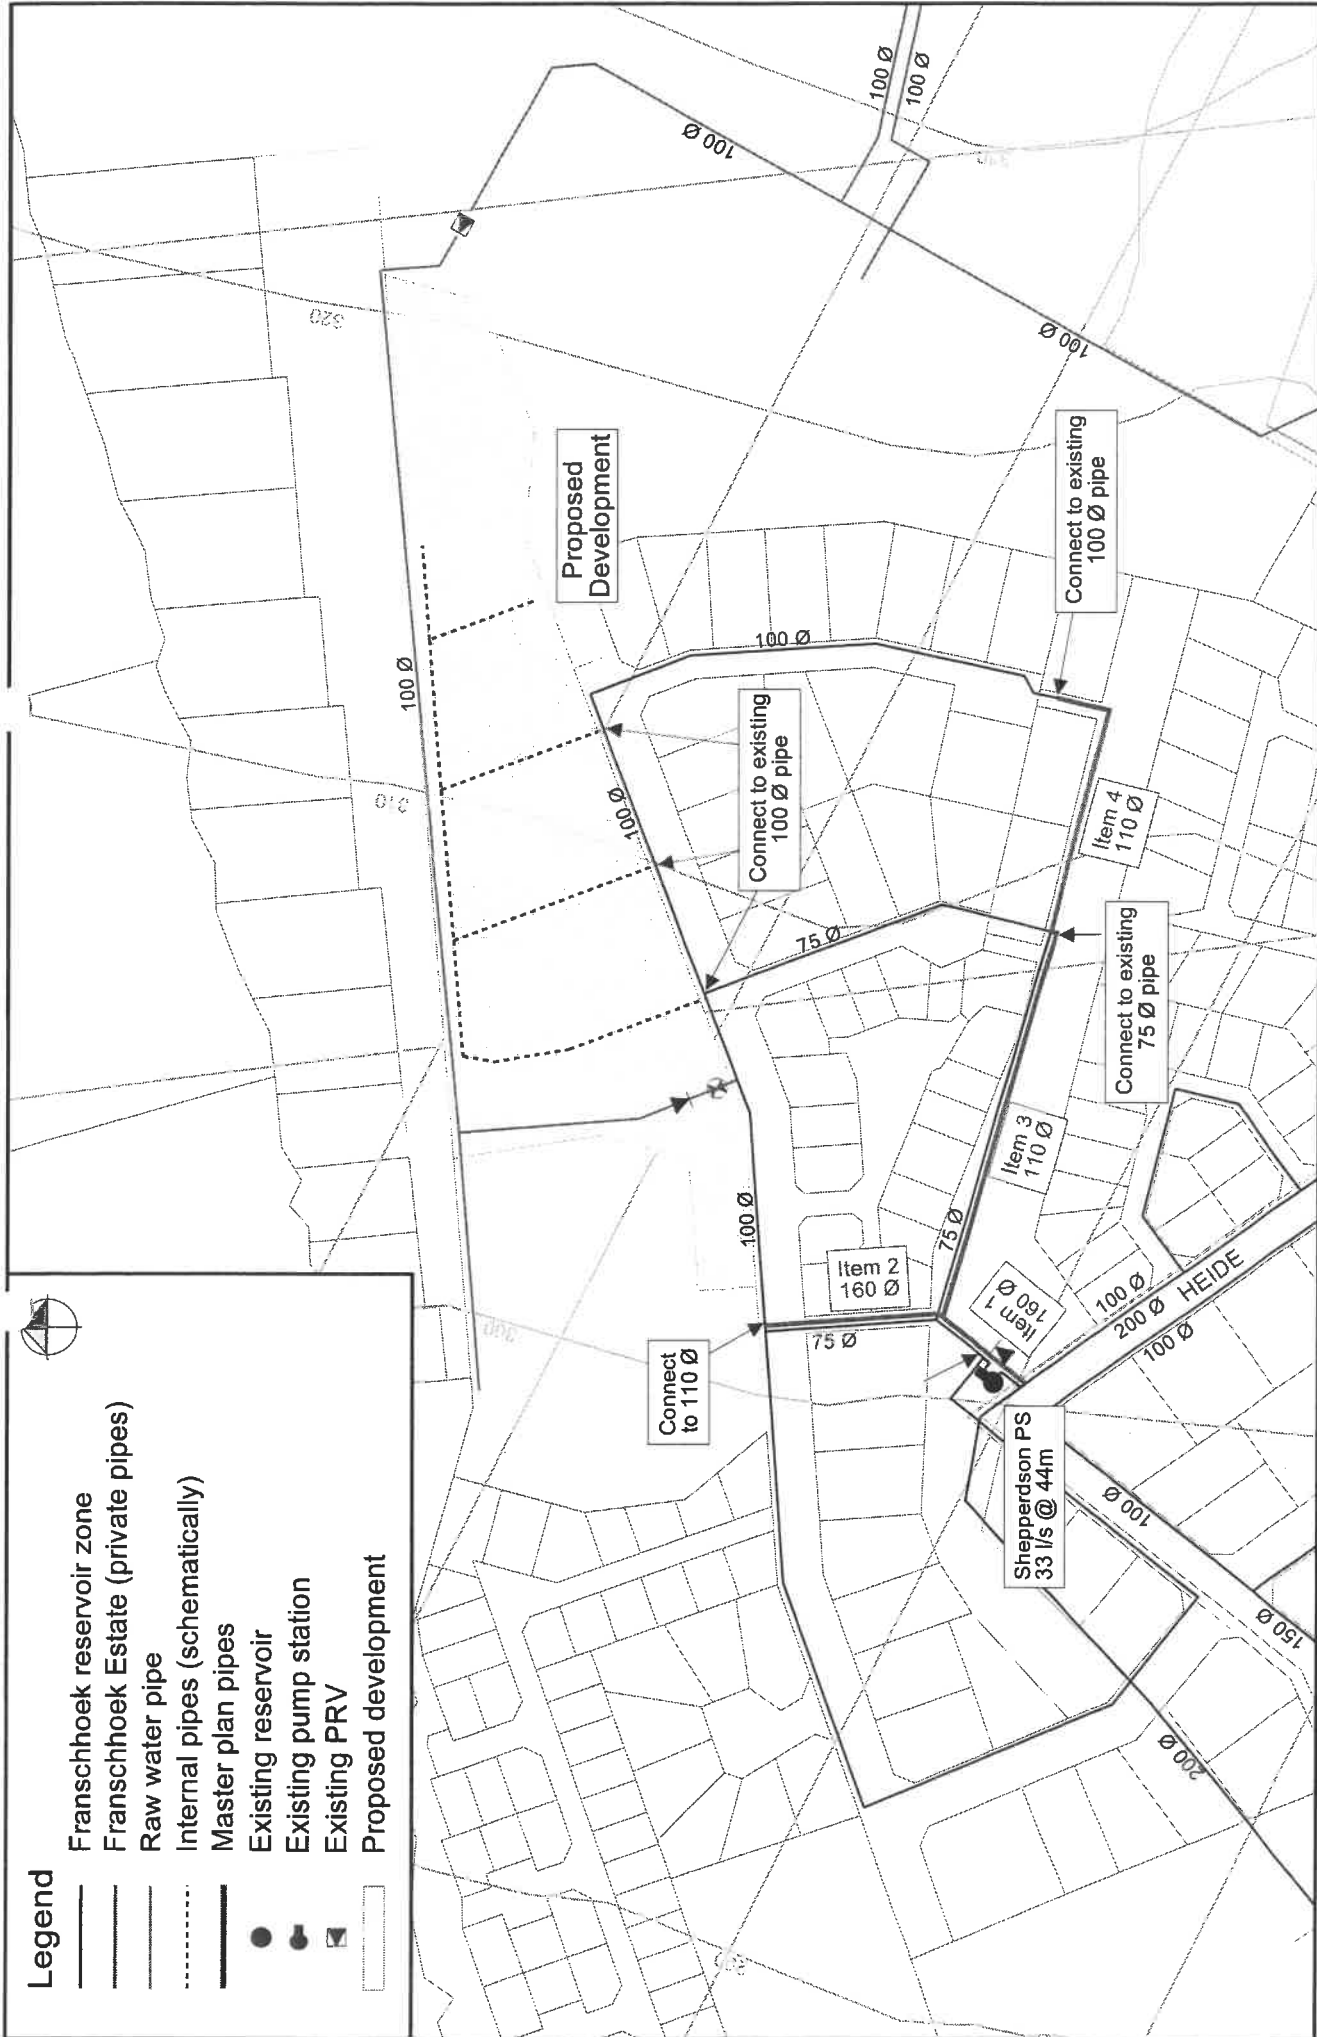 Legend
Franschhoek reservoir zone
Franschhoek Estate (private pipes)
Raw water pipe
Internal pipes (schematically)
Master plan pipes
Existing reservoir
Existing pump station
Existing PRV
Proposed development
320
310
300
100 Ø
100 Ø
100 Ø
100 Ø
100 Ø
Proposed
Development
100 Ø
100 Ø
Connect to existing
100 Ø pipe
Connect to existing
100 Ø pipe
75 Ø
Item 4
110 Ø
Connect to existing
75 Ø pipe
100 Ø
Item 3
110 Ø
75 Ø
Item 2
160 Ø
75 Ø
Item 1
160 Ø
Connect
to 110 Ø
100 Ø
200 Ø
HEIDE
100 Ø
Shepperdson PS
33 l/s @ 44m
100 Ø
150 Ø
200 Ø